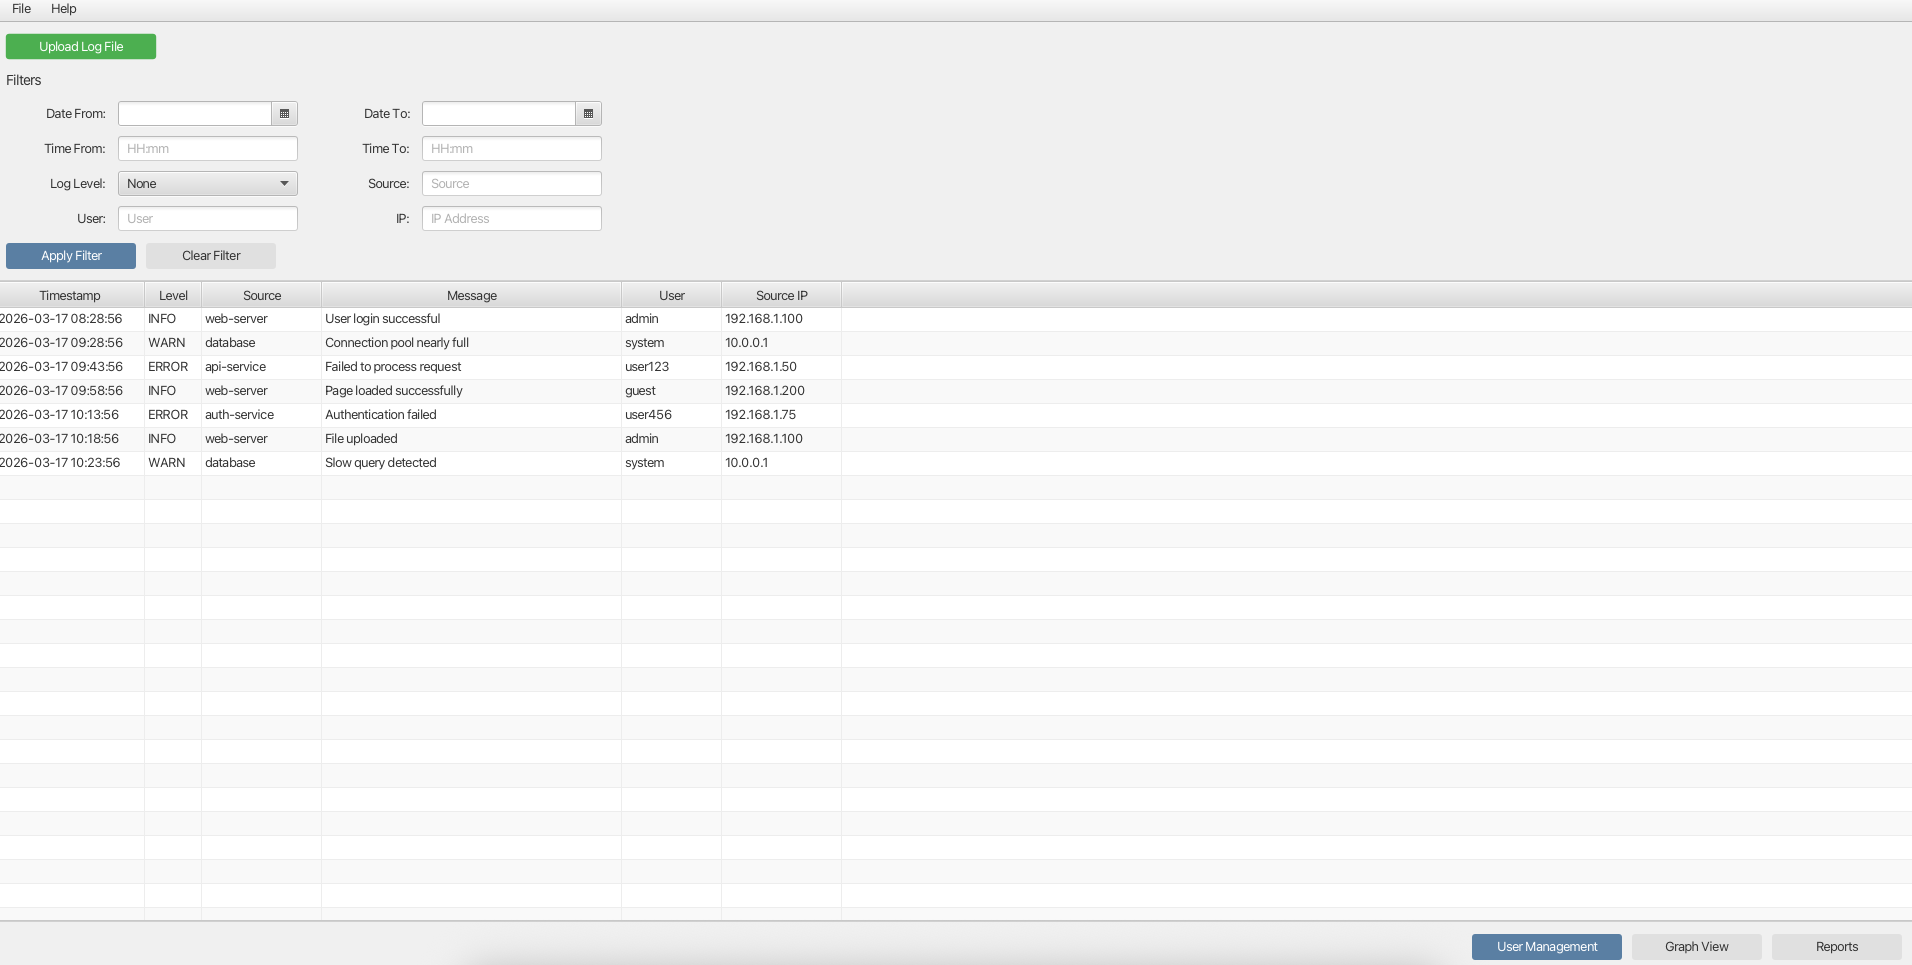 File Help
Upload Log File
Filters
Date From: Date To:
Time From: HH:mm Time To: HH:mm
Log Level: None Source: Source
User: User IP: IP Address
Apply Filter Clear Filter
Timestamp Level Source Message User Source IP
2026-03-17 08:28:56 INFO web-server User login successful admin 192.168.1.100
2026-03-17 09:28:56 WARN database Connection pool nearly full system 10.0.0.1
2026-03-17 09:43:56 ERROR api-service Failed to process request user123 192.168.1.50
2026-03-17 09:58:56 INFO web-server Page loaded successfully guest 192.168.1.200
2026-03-17 10:13:56 ERROR auth-service Authentication failed user456 192.168.1.75
2026-03-17 10:18:56 INFO web-server File uploaded admin 192.168.1.100
2026-03-17 10:23:56 WARN database Slow query detected system 10.0.0.1
User Management Graph View Reports